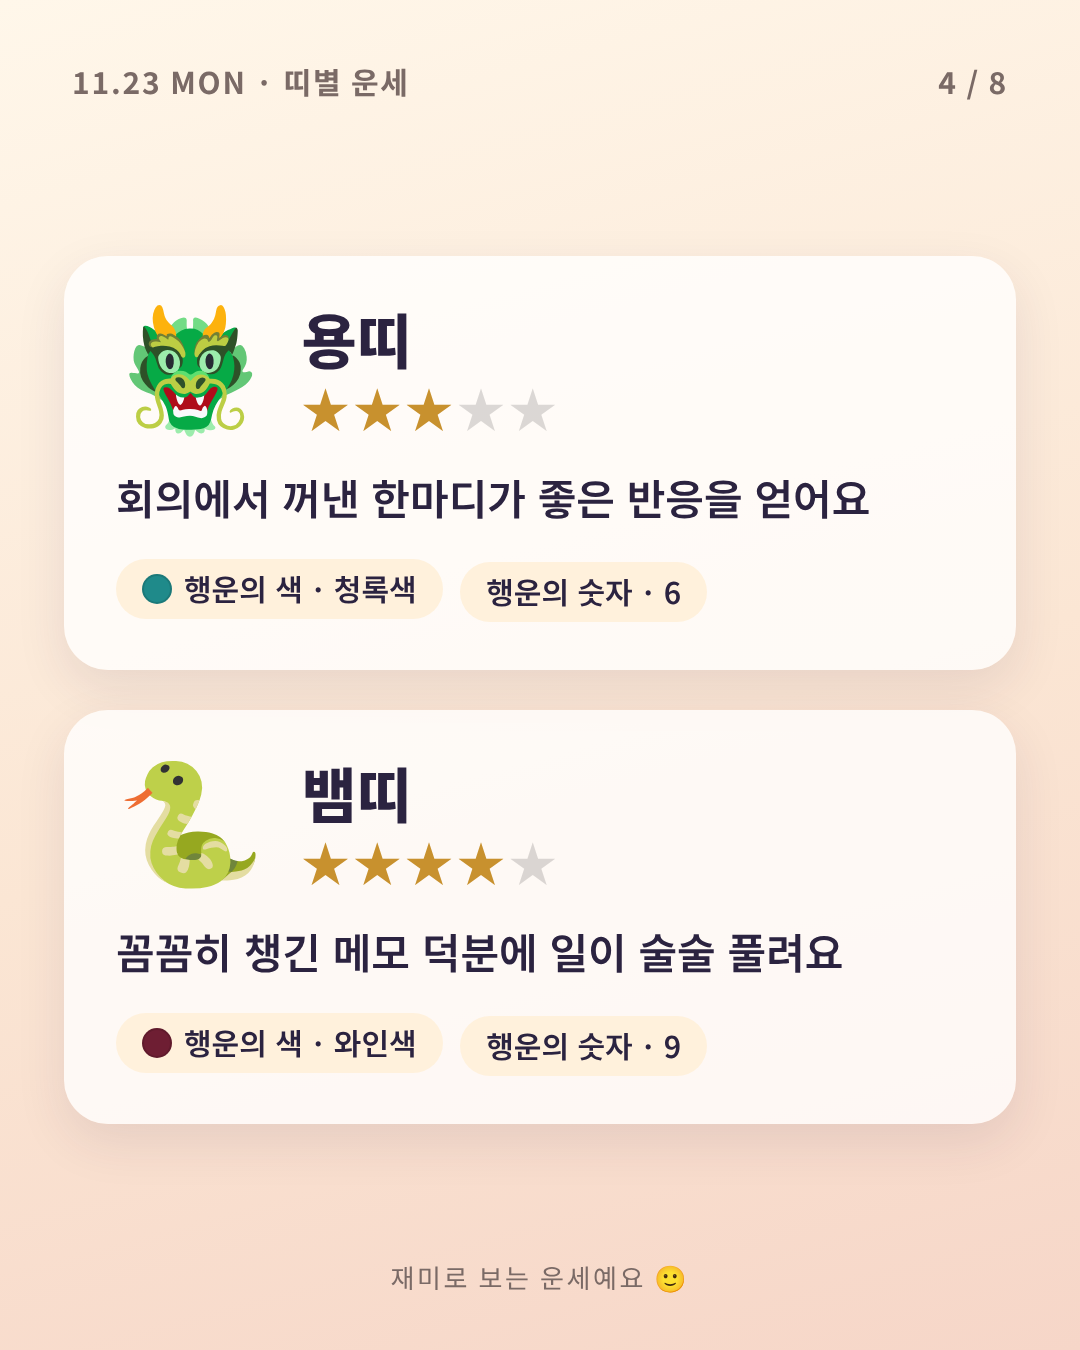 11.23 MON · 띠별 운세
4 / 8
용띠
★★★★★
회의에서 꺼낸 한마디가 좋은 반응을 얻어요
행운의 색 · 청록색
행운의 숫자 · 6
뱀띠
★★★★★
꼼꼼히 챙긴 메모 덕분에 일이 술술 풀려요
행운의 색 · 와인색
행운의 숫자 · 9
재미로 보는 운세예요 🙂